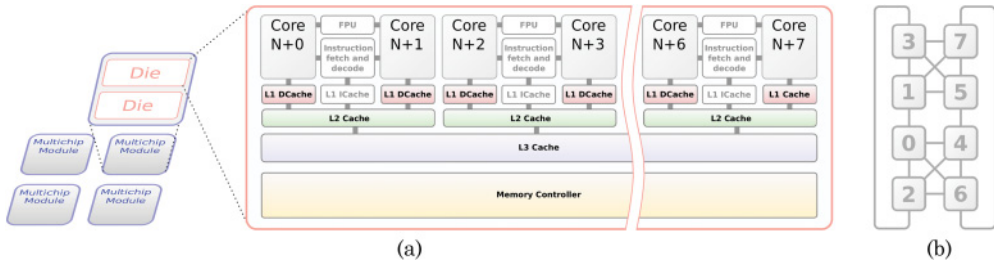 Die
Die
Multichip Module
Multichip Module
Multichip Module
Multichip Module
Core N+0
FPU
Core N+1
Core N+2
FPU
Core N+3
Core N+6
FPU
Core N+7
Instruction fetch and decode
Instruction fetch and decode
Instruction fetch and decode
L1 DCache
L1 ICache
L1 DCache
L1 DCache
L1 ICache
L1 DCache
L1 DCache
L1 ICache
L1 Cache
L2 Cache
L2 Cache
L2 Cache
L3 Cache
Memory Controller
(a)
3 7
1 5
0 4
2 6
(b)